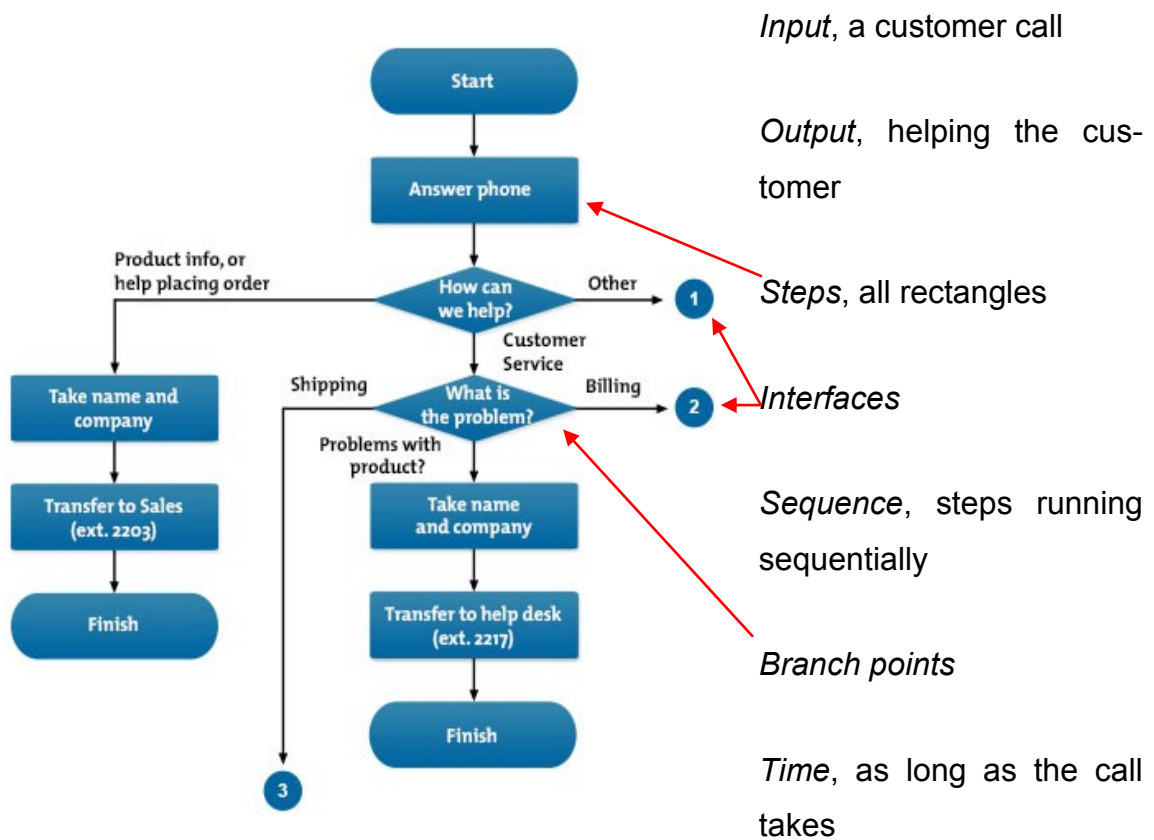 Start
Answer phone
Product info, or
help placing order
How can
we help?
Other
1
Customer
Service
Take name and
company
Shipping
What is
the problem?
Billing
2
Problems with
product?
Transfer to Sales
(ext. 2203)
Take name
and company
Finish
Transfer to help desk
(ext. 2217)
Finish
3
Input, a customer call
Output, helping the cus-
tomer
Steps, all rectangles
Interfaces
Sequence, steps running
sequentially
Branch points
Time, as long as the call
takes